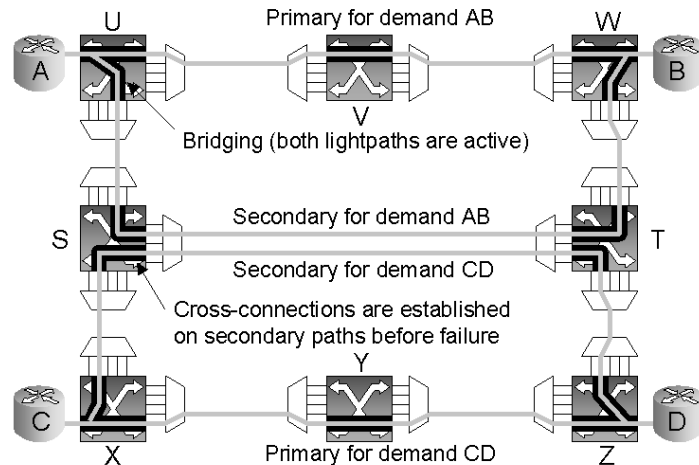 Primary for demand AB
U
W
A
B
V
Bridging (both lightpaths are active)
S
Secondary for demand AB
T
Secondary for demand CD
Cross-connections are established
on secondary paths before failure
Y
C
D
X
Primary for demand CD
Z